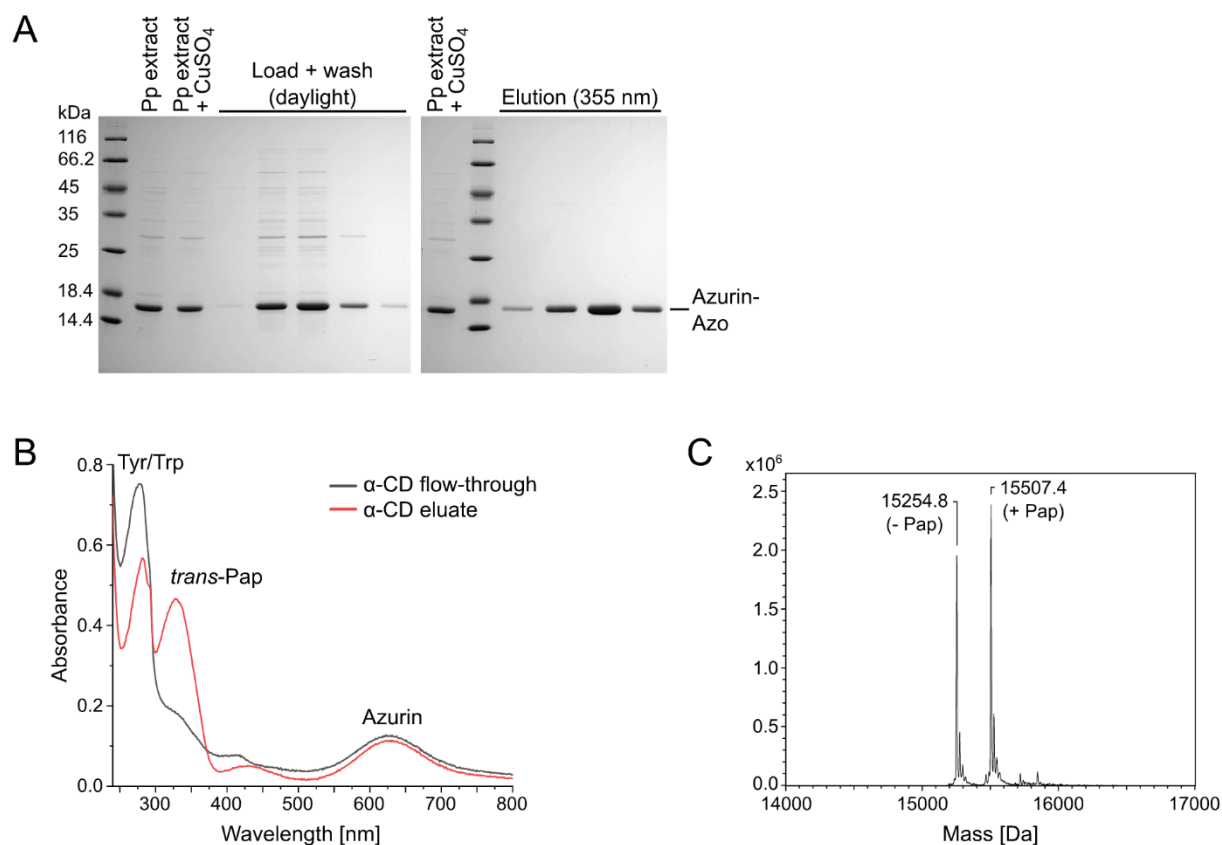 A
Pp extract
Pp extract
+ CuSO₄
Load + wash
(daylight)
Pp extract
+ CuSO₄
Elution (355 nm)
kDa
116
66.2
45
35
25
18.4
14.4
Azurin-
Azo
B
0.8
0.6
0.4
0.2
0.0
Absorbance
Tyr/Trp
trans-Pap
α-CD flow-through
α-CD eluate
Azurin
300 400 500 600 700 800
Wavelength [nm]
C
x10⁶
2.5
2.0
1.5
1.0
0.5
0.0
15254.8
(- Pap)
15507.4
(+ Pap)
14000 15000 16000 17000
Mass [Da]